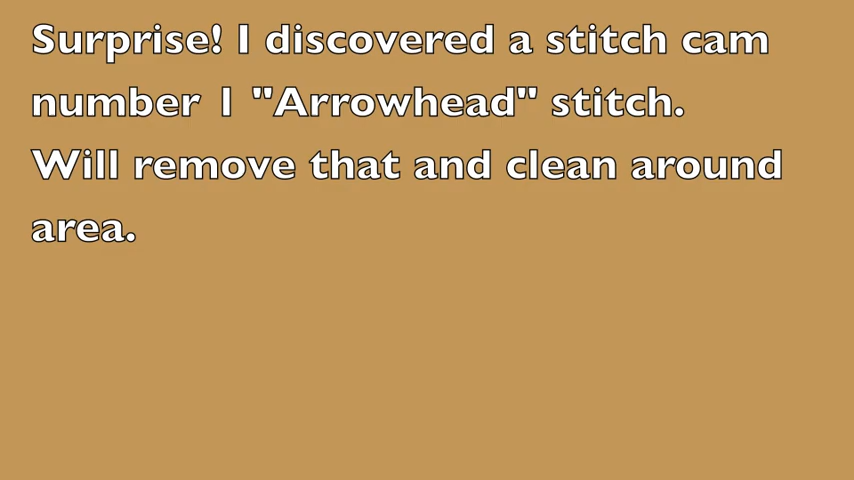 Surprise! I discovered a stitch cam
number 1 "Arrowhead" stitch.
Will remove that and clean around
area.